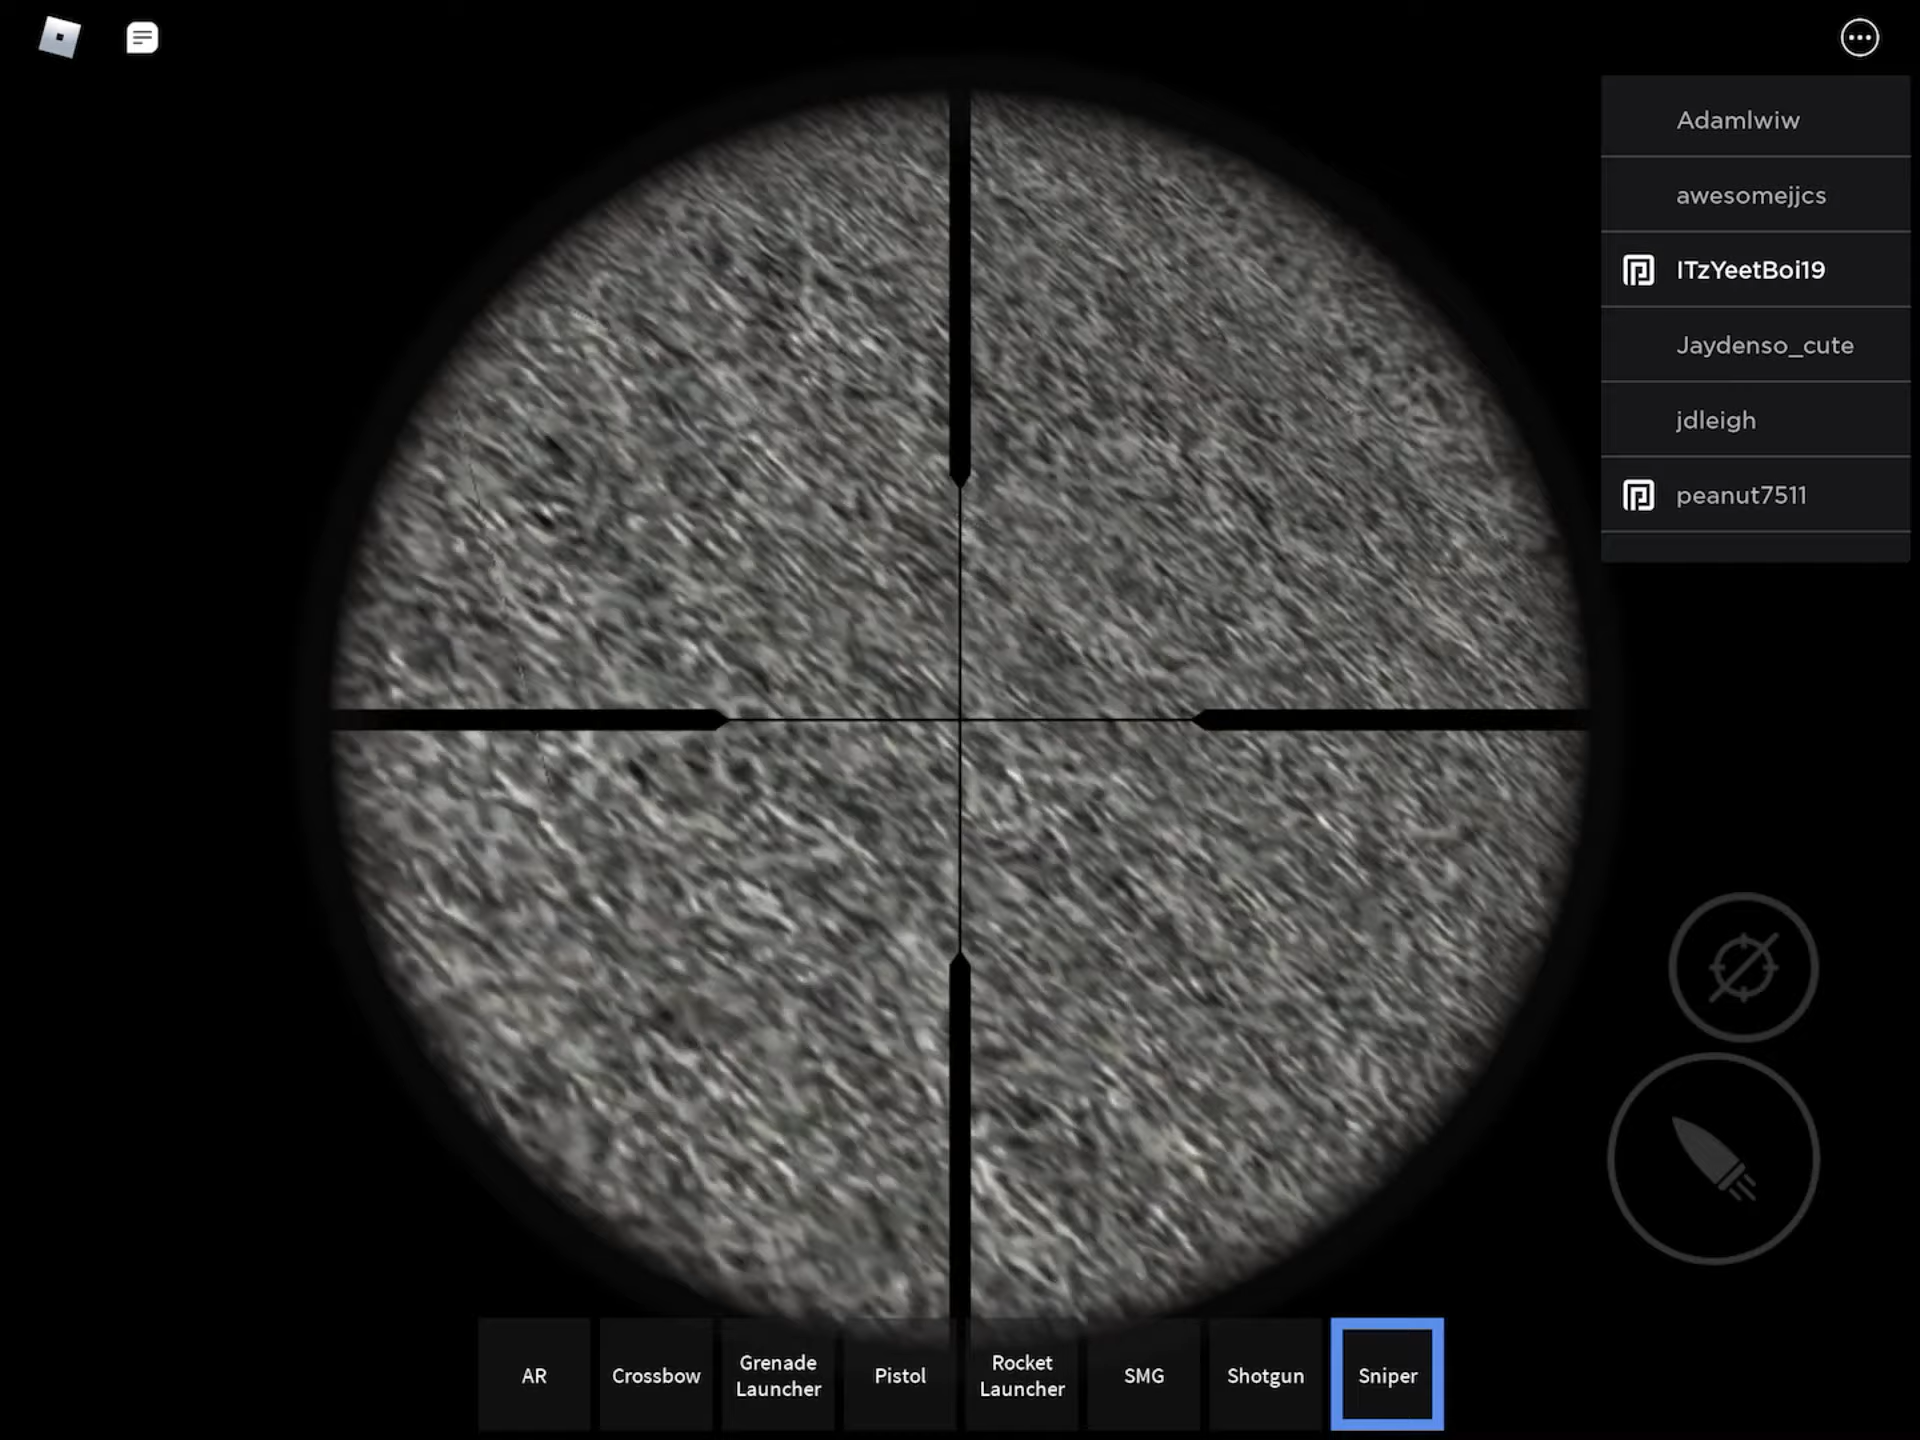 Adamlwiw
awesomejjcs
ITzYeetBoi19
Jaydenso_cute
jdleigh
peanut7511
AR
Crossbow
Grenade
Launcher
Pistol
Rocket
Launcher
SMG
Shotgun
Sniper